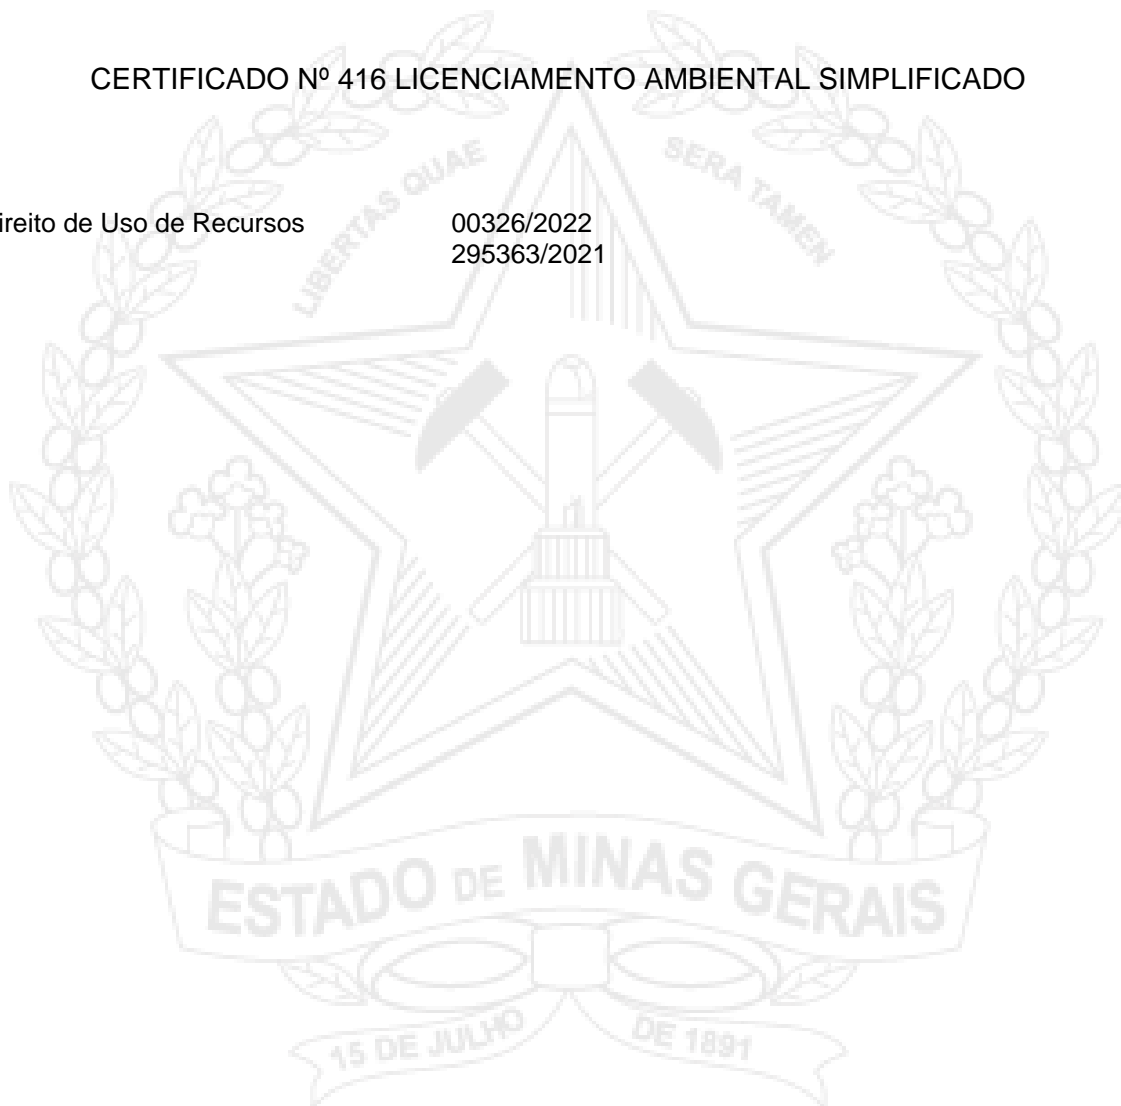 CERTIFICADO Nº 416 LICENCIAMENTO AMBIENTAL SIMPLIFICADO
LIBERTAS QUAE SERA TAMEN
ireito de Uso de Recursos 00326/2022
295363/2021
ESTADO DE MINAS GERAIS
15 DE JULHO DE 1891